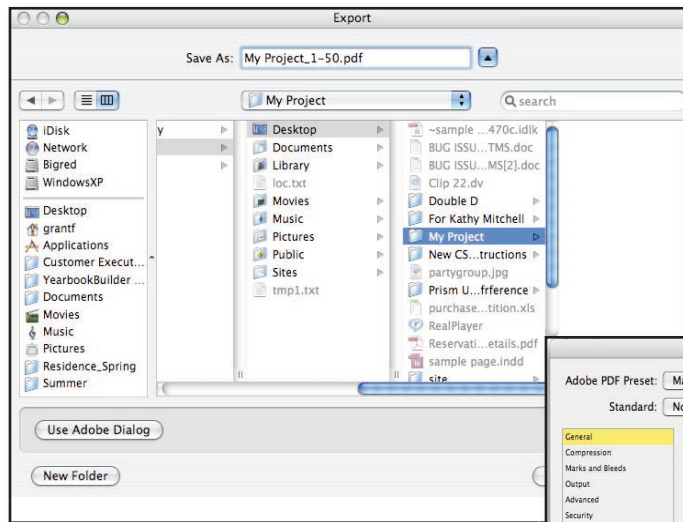 Export
Save As: My Project_1-50.pdf
My Project
search
iDisk
Network
Bigred
WindowsXP
Desktop
grantf
Applications
Customer Execut...
YearbookBuilder ...
Documents
Movies
Music
Pictures
Residence_Spring
Summer
y
Desktop
Documents
Library
loc.txt
Movies
Music
Pictures
Public
Sites
tmp1.txt
~sample ...470c.idlk
BUG ISSU...TMS.doc
BUG ISSU...MS[2].doc
Clip 22.dv
Double D
For Kathy Mitchell
My Project
New CS...tructions
partygroup.jpg
Prism U...frference
purchase...tition.xls
RealPlayer
Reservati...etails.pdf
sample page.indd
site
Use Adobe Dialog
New Folder
Adobe PDF Preset: Ma
Standard: No
General
Compression
Marks and Bleeds
Output
Advanced
Security